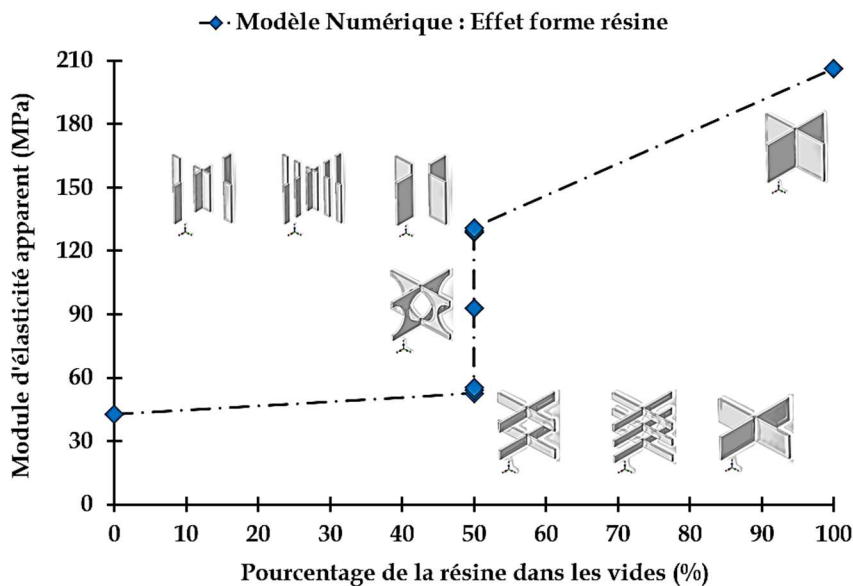 Modèle Numérique : Effet forme résine
Module d'élasticité apparent (MPa)
210
180
150
120
90
60
30
0
0 10 20 30 40 50 60 70 80 90 100
Pourcentage de la résine dans les vides (%)